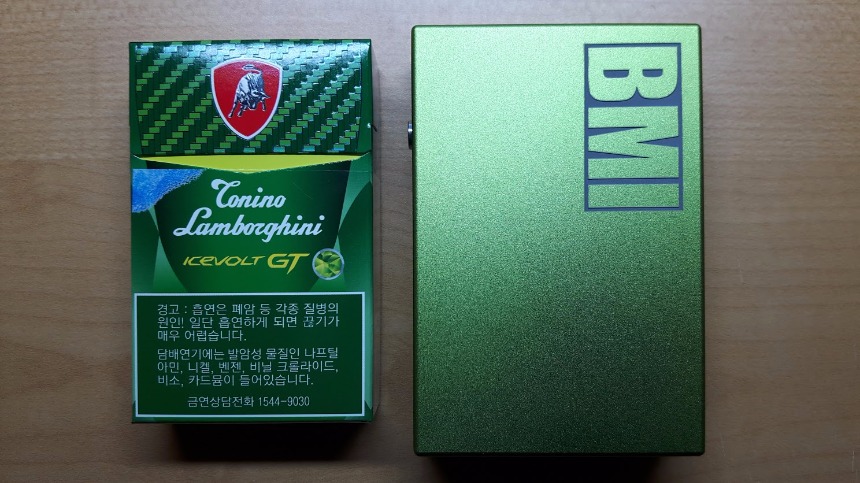 Tonino
Lamborghini
ICEVOLT GT
경고 : 흡연은 폐암 등 각종 질병의
원인! 일단 흡연하게 되면 끊기가
매우 어렵습니다.
담배연기에는 발암성 물질인 나프틸
아민, 니켈, 벤젠, 비닐 크롤라이드,
비소, 카드뮴이 들어있습니다.
금연상담전화 1544-9030
BMI